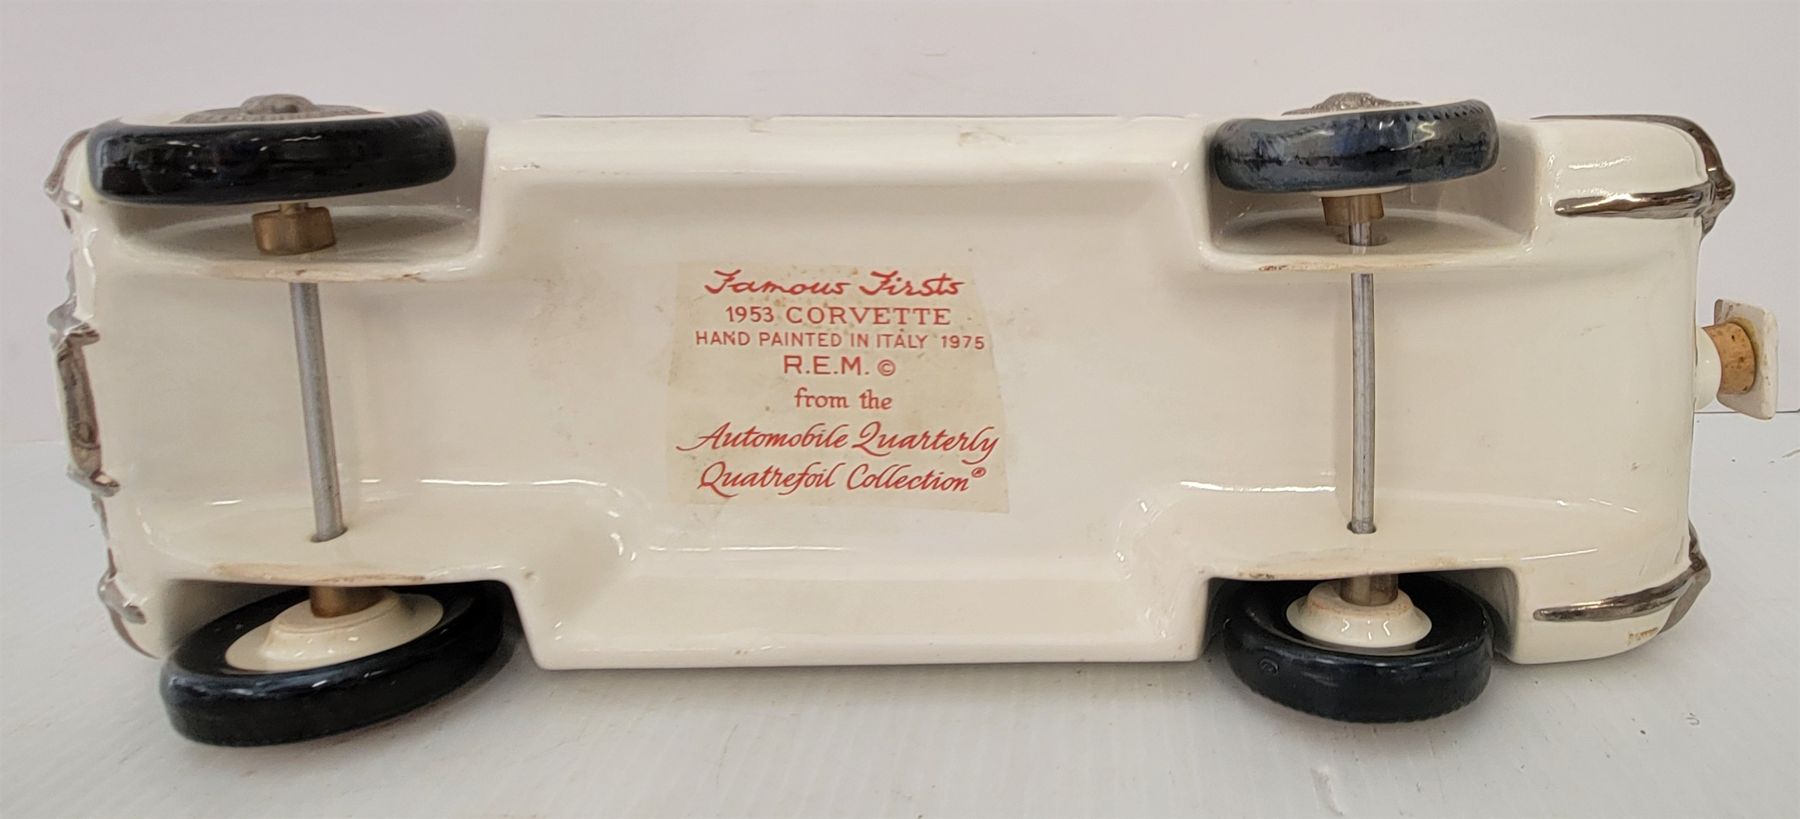 Famous Firsts
1953 CORVETTE
HAND PAINTED IN ITALY 1975
R.E.M. ©
from the
Automobile Quarterly
Quatrefoil Collection®